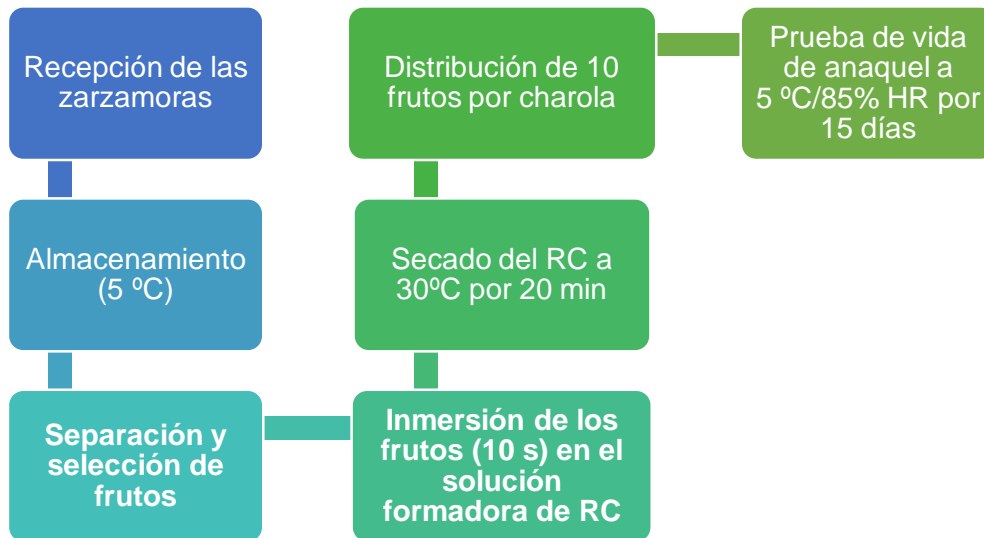 Recepción de las
zarzamoras
Almacenamiento
(5 ºC)
Separación y
selección de
frutos
Inmersión de los
frutos (10 s) en el
solución
formadora de RC
Secado del RC a
30ºC por 20 min
Distribución de 10
frutos por charola
Prueba de vida
de anaquel a
5 ºC/85% HR por
15 días